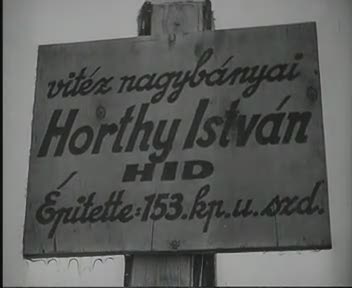 vitéz nagybányai
Horthy István
HID
Épitette: 153. kp. u. szd.